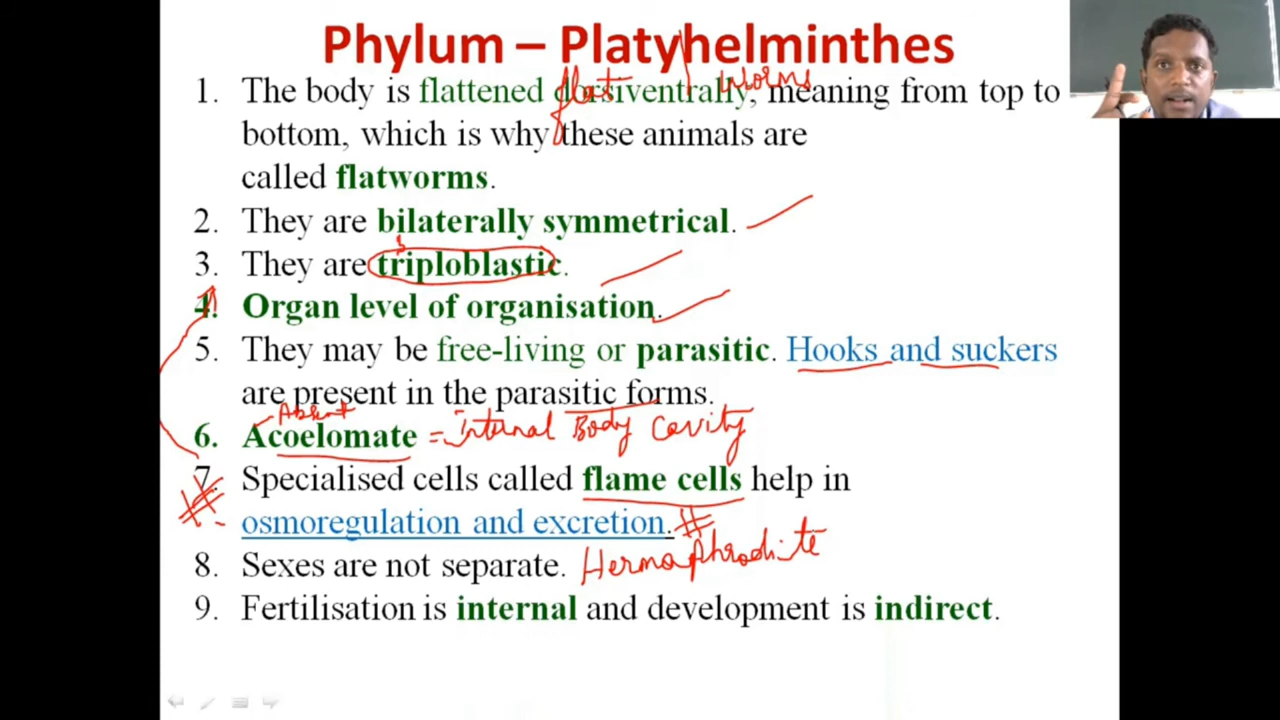 Phylum – Platyhelminthes
flat worms
1. The body is flattened dorsiventrally, meaning from top to
bottom, which is why these animals are
called flatworms.
2. They are bilaterally symmetrical.
3. They are triploblastic.
4. Organ level of organisation.
5. They may be free-living or parasitic. Hooks and suckers
are present in the parasitic forms.
Absent
6. Acoelomate = Internal Body Cavity
7. Specialised cells called flame cells help in
osmoregulation and excretion. #
8. Sexes are not separate. Hermaphrodite
9. Fertilisation is internal and development is indirect.